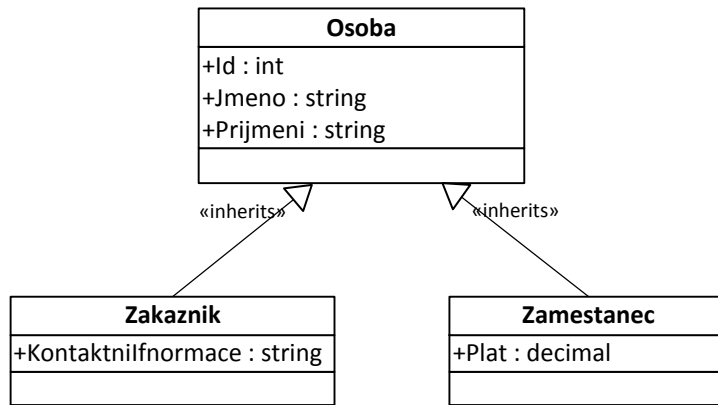 Osoba
+Id : int
+Jmeno : string
+Prijmeni : string
«inherits»
«inherits»
Zakaznik
+KontaktniIfnormace : string
Zamestanec
+Plat : decimal